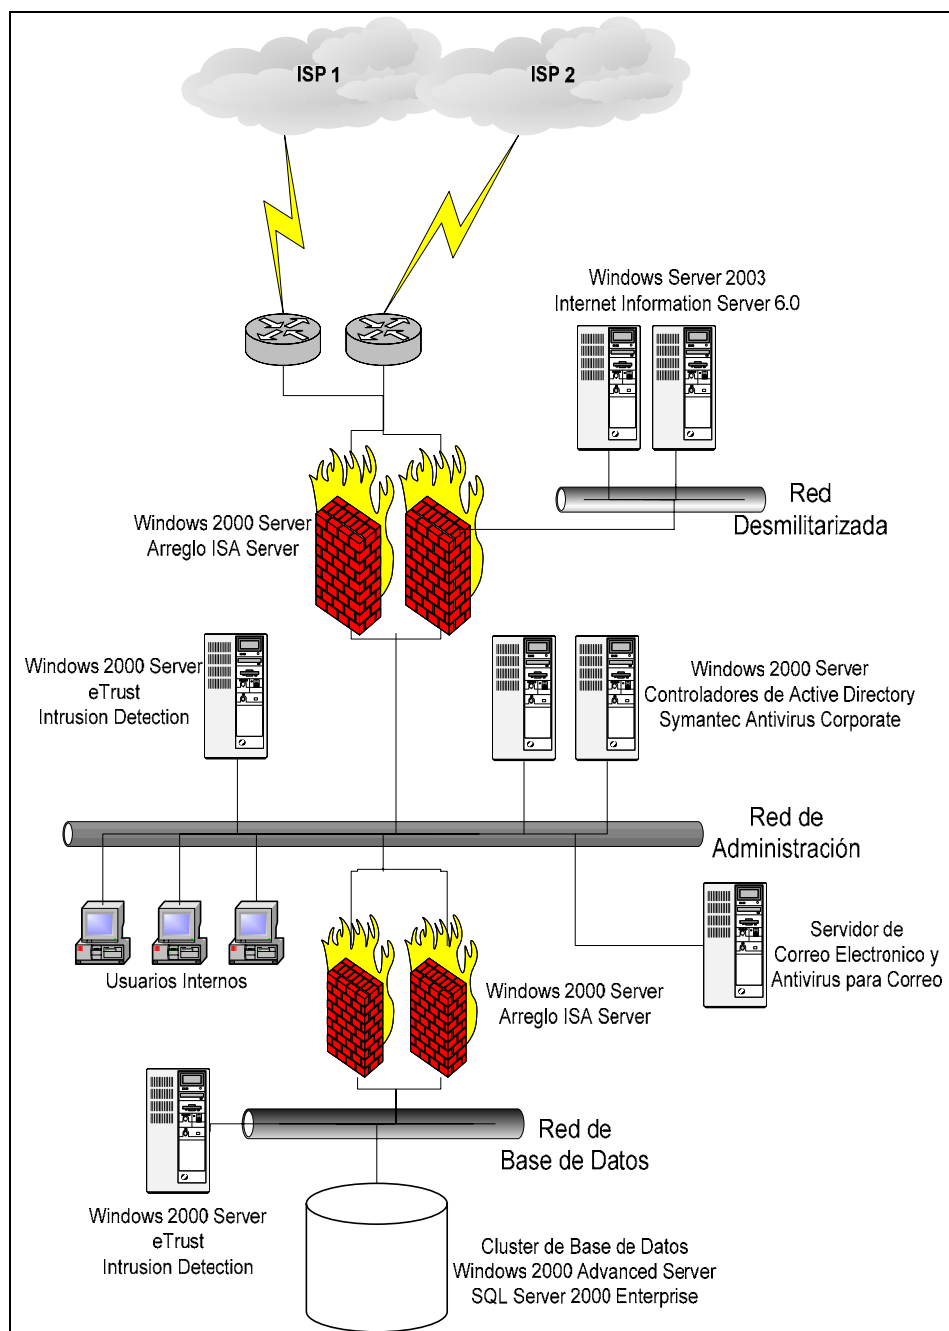 ISP 1
ISP 2
Windows Server 2003
Internet Information Server 6.0
Red
Desmilitarizada
Windows 2000 Server
Arreglo ISA Server
Windows 2000 Server
eTrust
Intrusion Detection
Windows 2000 Server
Controladores de Active Directory
Symantec Antivirus Corporate
Red de
Administración
Usuarios Internos
Servidor de
Correo Electronico y
Antivirus para Correo
Windows 2000 Server
Arreglo ISA Server
Red de
Base de Datos
Windows 2000 Server
eTrust
Intrusion Detection
Cluster de Base de Datos
Windows 2000 Advanced Server
SQL Server 2000 Enterprise